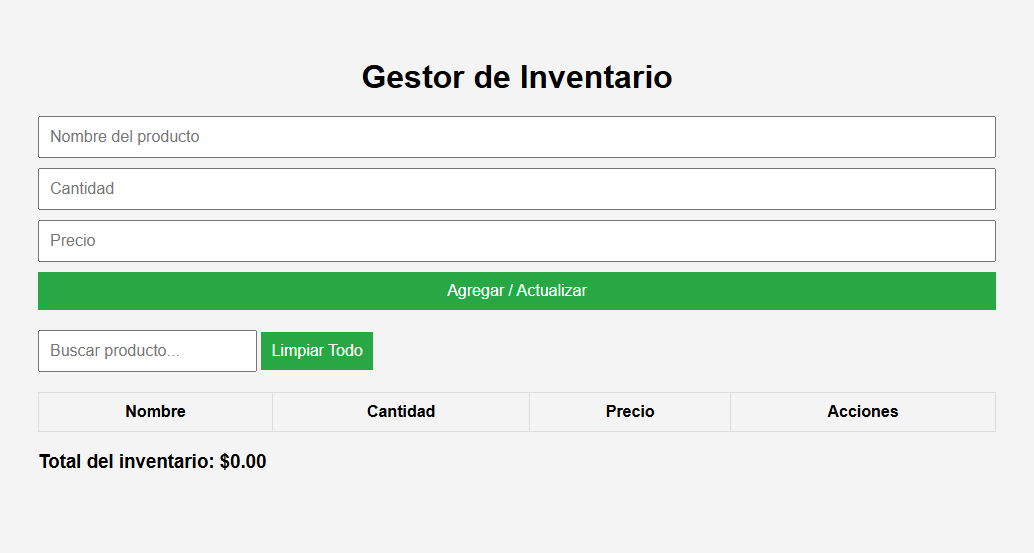 Gestor de Inventario
Nombre del producto
Cantidad
Precio
Agregar / Actualizar
Buscar producto... Limpiar Todo
Nombre Cantidad Precio Acciones
Total del inventario: $0.00